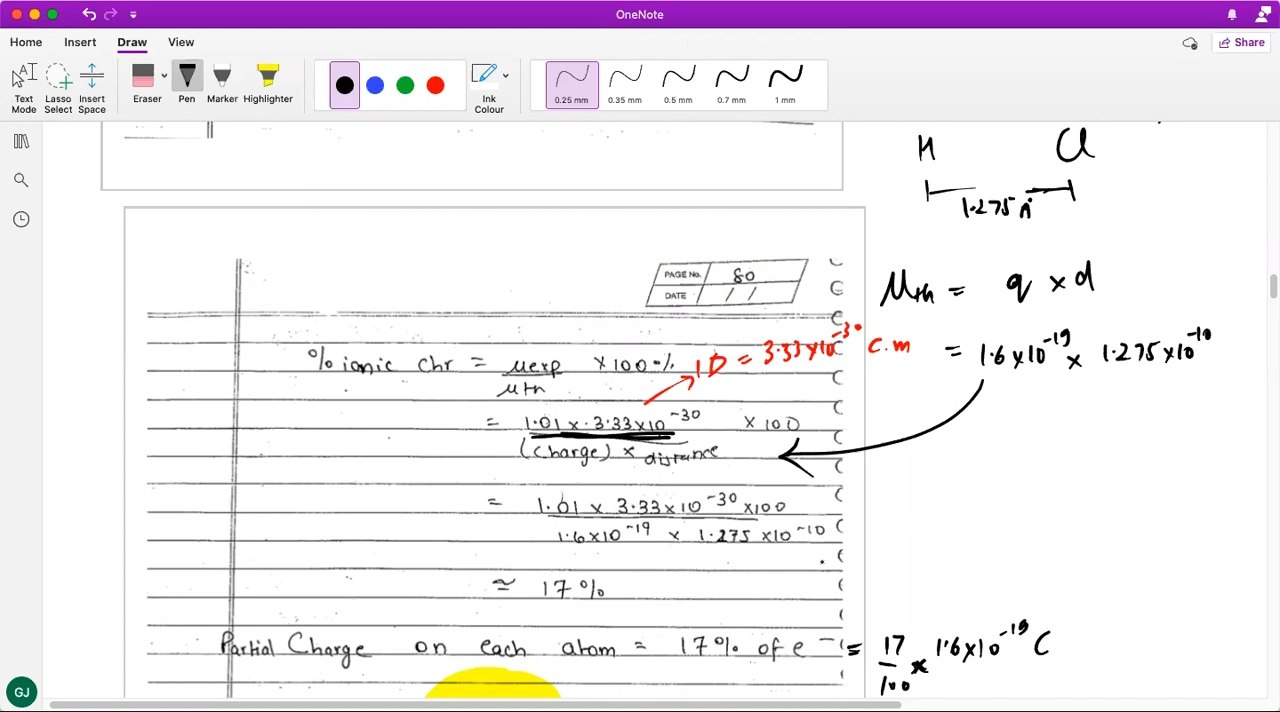 OneNote
Home Insert Draw View
Share
Text Mode
Lasso Select
Insert Space
Eraser
Pen
Marker
Highlighter
Ink Colour
0.25 mm
0.35 mm
0.5 mm
0.7 mm
1 mm
H Cl
1.275 A°
PAGE No. 80
DATE / /
μth = q × d
= 1.6×10⁻¹⁹ × 1.275×10⁻¹⁰
% ionic Chr = μexp/μth ×100 %
1D = 3.33×10⁻³⁰ C.m
= 1.01 × 3.33×10⁻³⁰ × 100
(Charge) × distance
= 1.01 × 3.33×10⁻³⁰ ×100
1.6×10⁻¹⁹ × 1.275 ×10⁻¹⁰
≃ 17 %
Partial Charge on each atom = 17% of e⁻ = 17/100 × 1.6×10⁻¹⁹ C
GJ